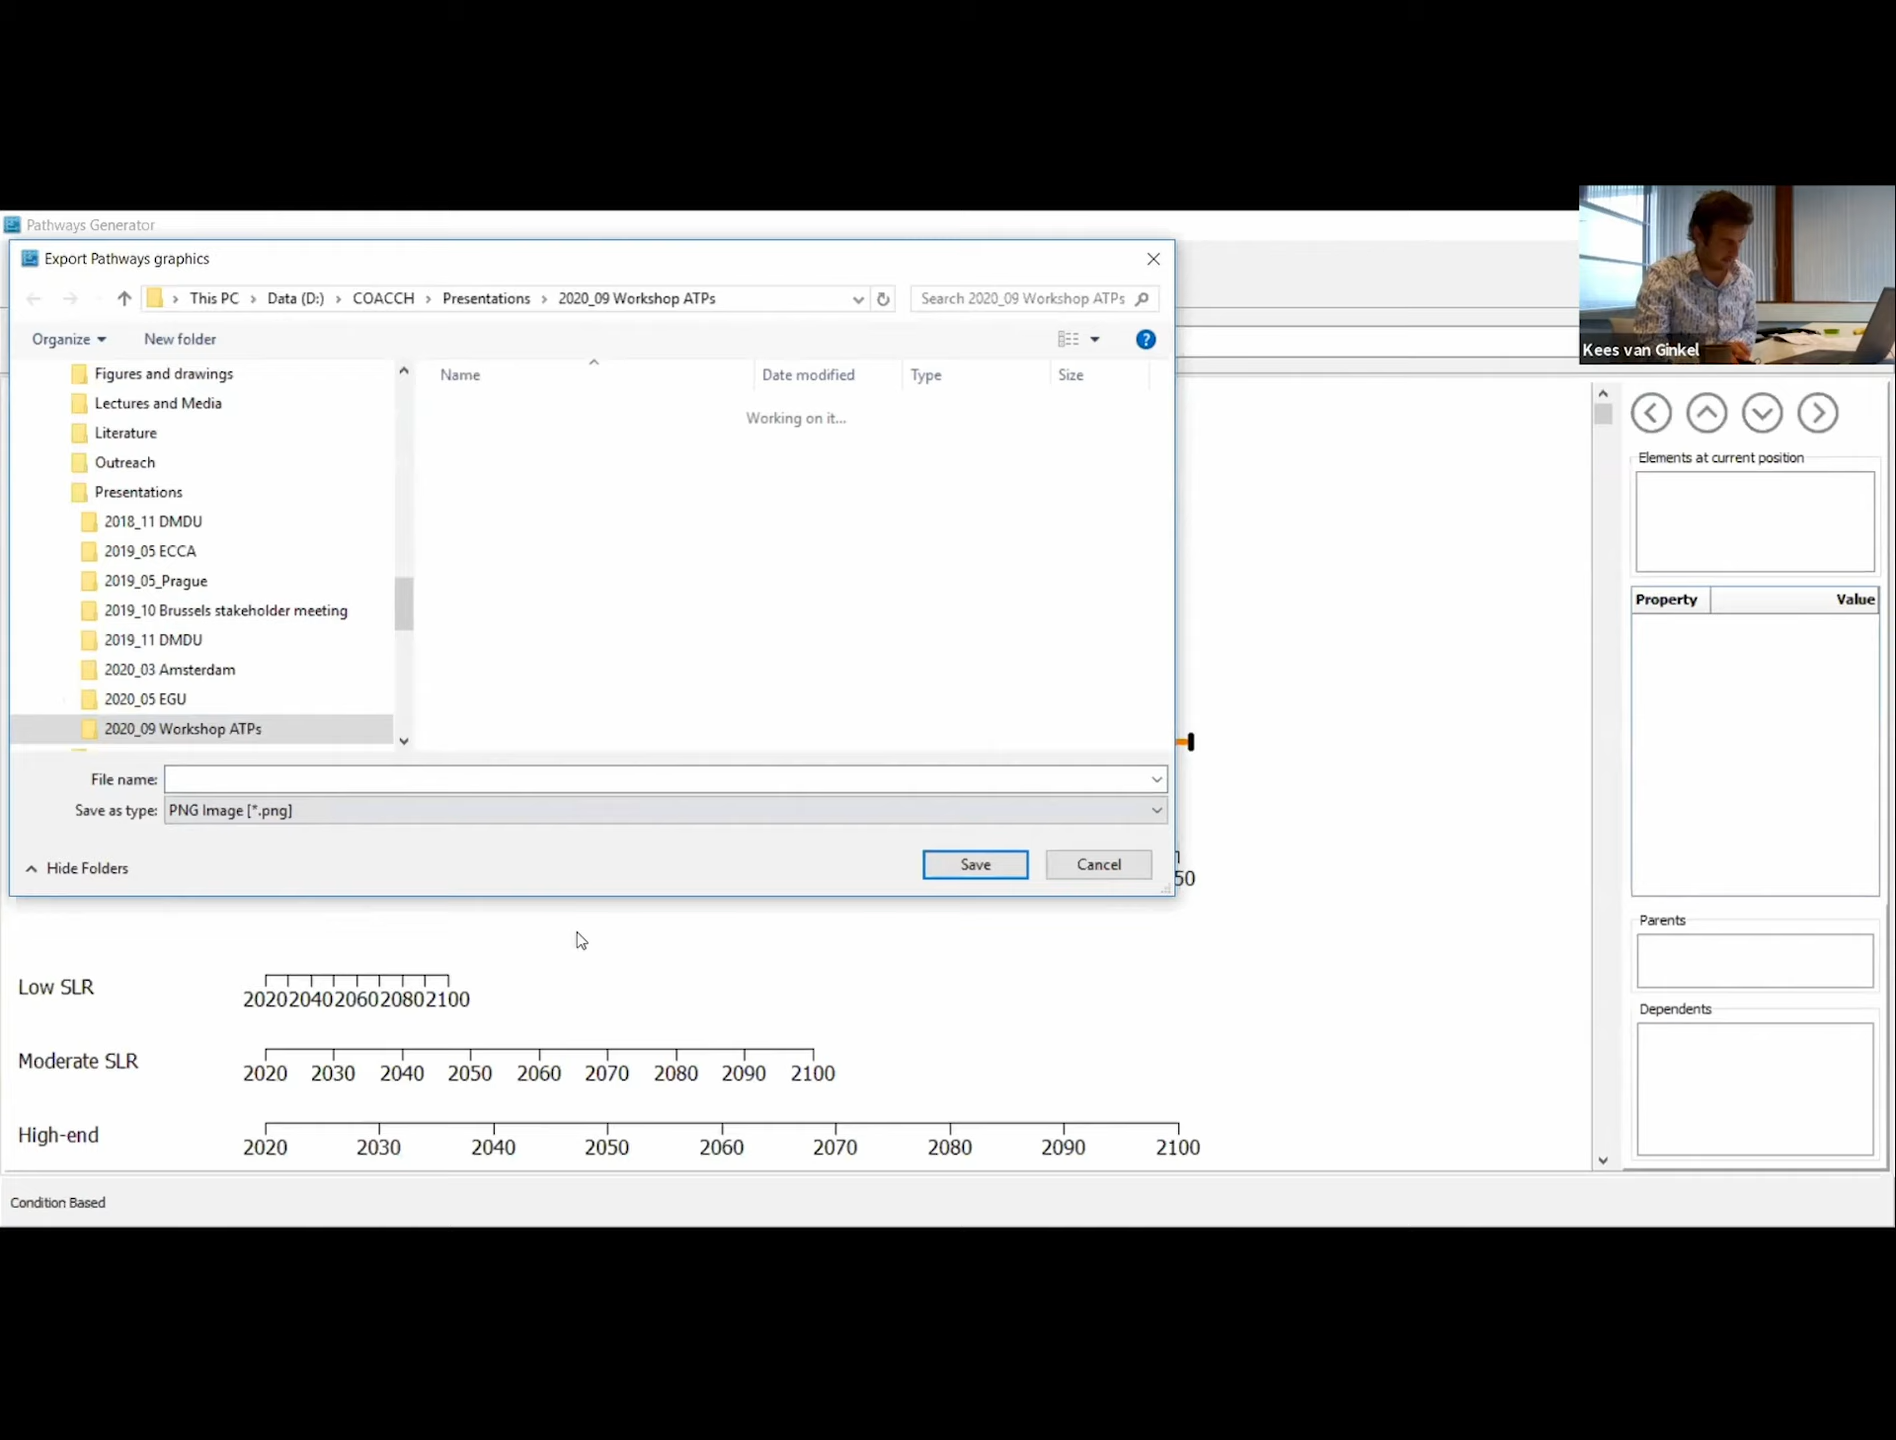 Pathways Generator
Export Pathways graphics
This PC > Data (D:) > COACCH > Presentations > 2020_09 Workshop ATPs
Search 2020_09 Workshop ATPs
Kees van Ginkel
Organize
New folder
Figures and drawings
Lectures and Media
Literature
Outreach
Presentations
2018_11 DMDU
2019_05 ECCA
2019_05_Prague
2019_10 Brussels stakeholder meeting
2019_11 DMDU
2020_03 Amsterdam
2020_05 EGU
2020_09 Workshop ATPs
Name
Date modified
Type
Size
Working on it...
File name:
Save as type: PNG Image [*.png]
Hide Folders
Save
Cancel
50
Elements at current position
Property
Value
Parents
Dependents
Low SLR
2020 2040 2060 2080 2100
Moderate SLR
2020 2030 2040 2050 2060 2070 2080 2090 2100
High-end
2020 2030 2040 2050 2060 2070 2080 2090 2100
Condition Based